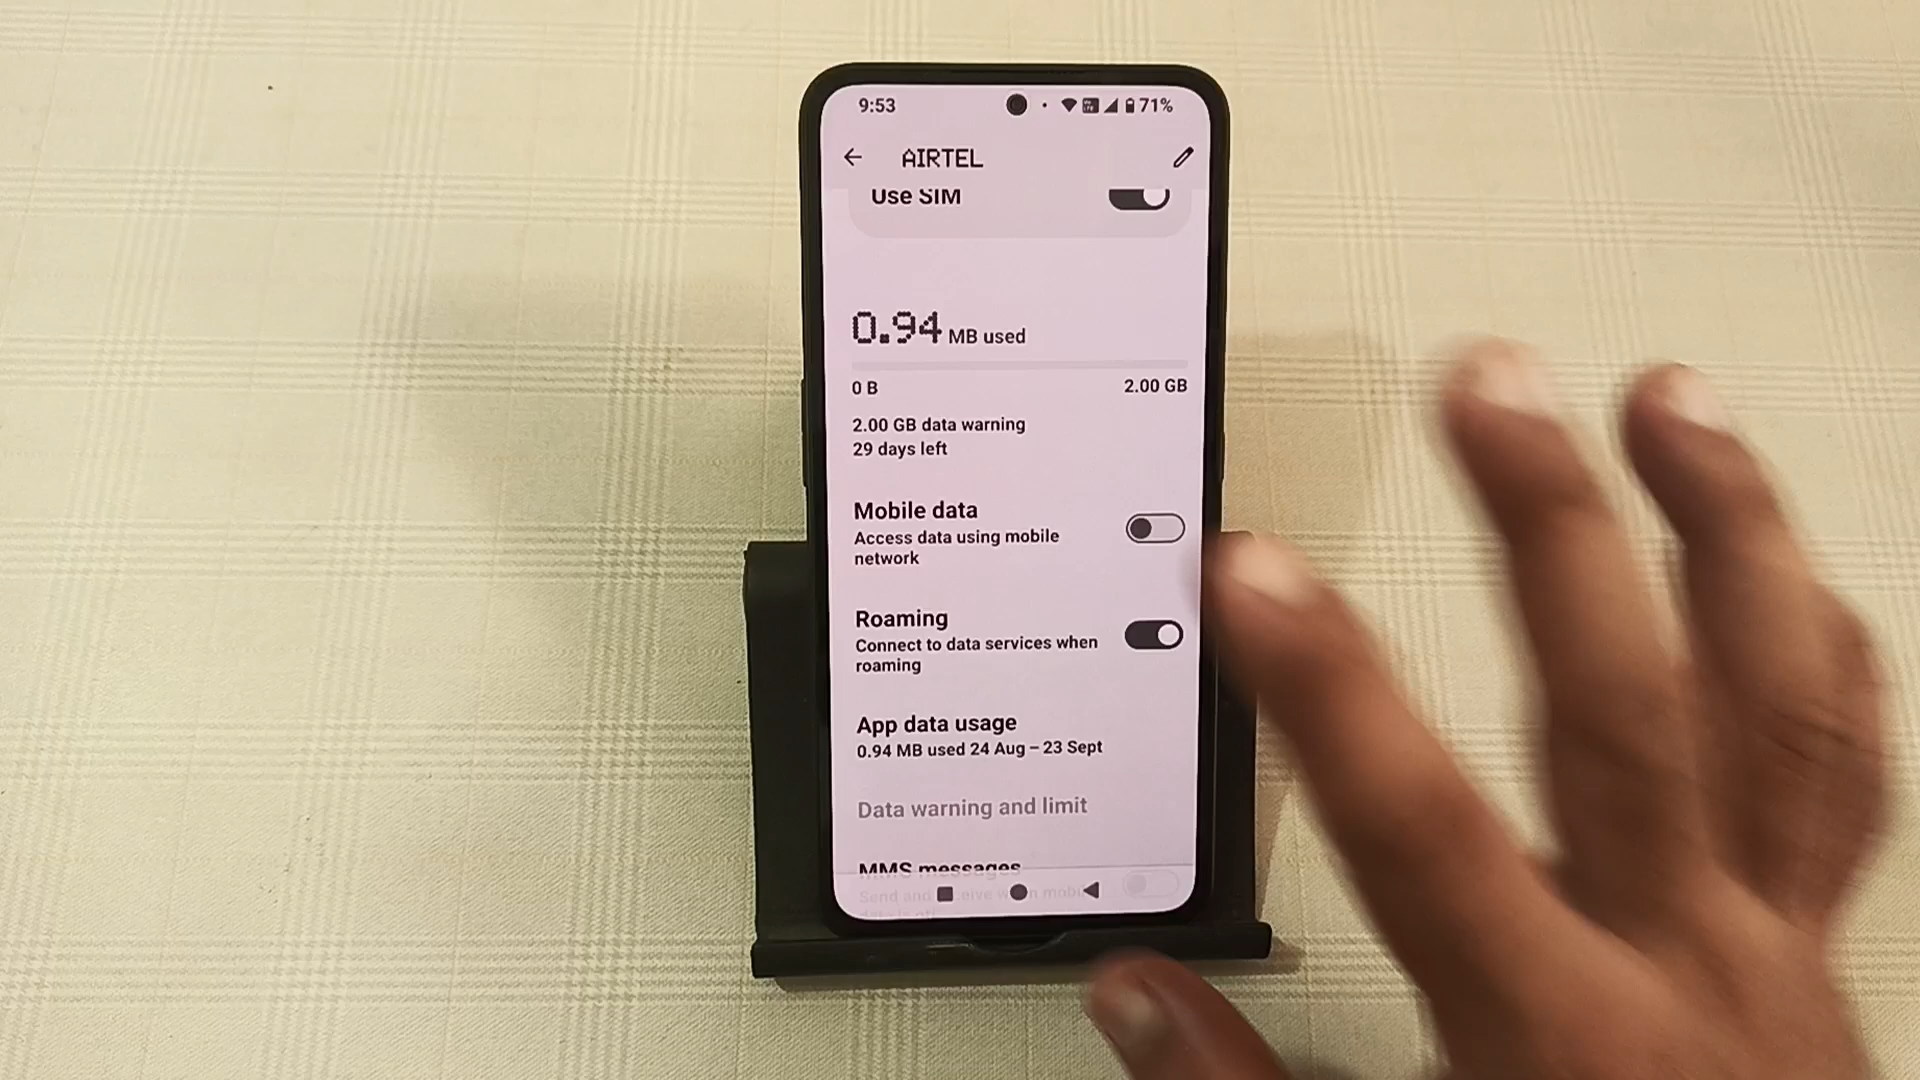 9:53
71%
AIRTEL
Use SIM
0.94 MB used
0 B
2.00 GB
2.00 GB data warning
29 days left
Mobile data
Access data using mobile
network
Roaming
Connect to data services when
roaming
App data usage
0.94 MB used 24 Aug – 23 Sept
Data warning and limit
MMS messages
Send and